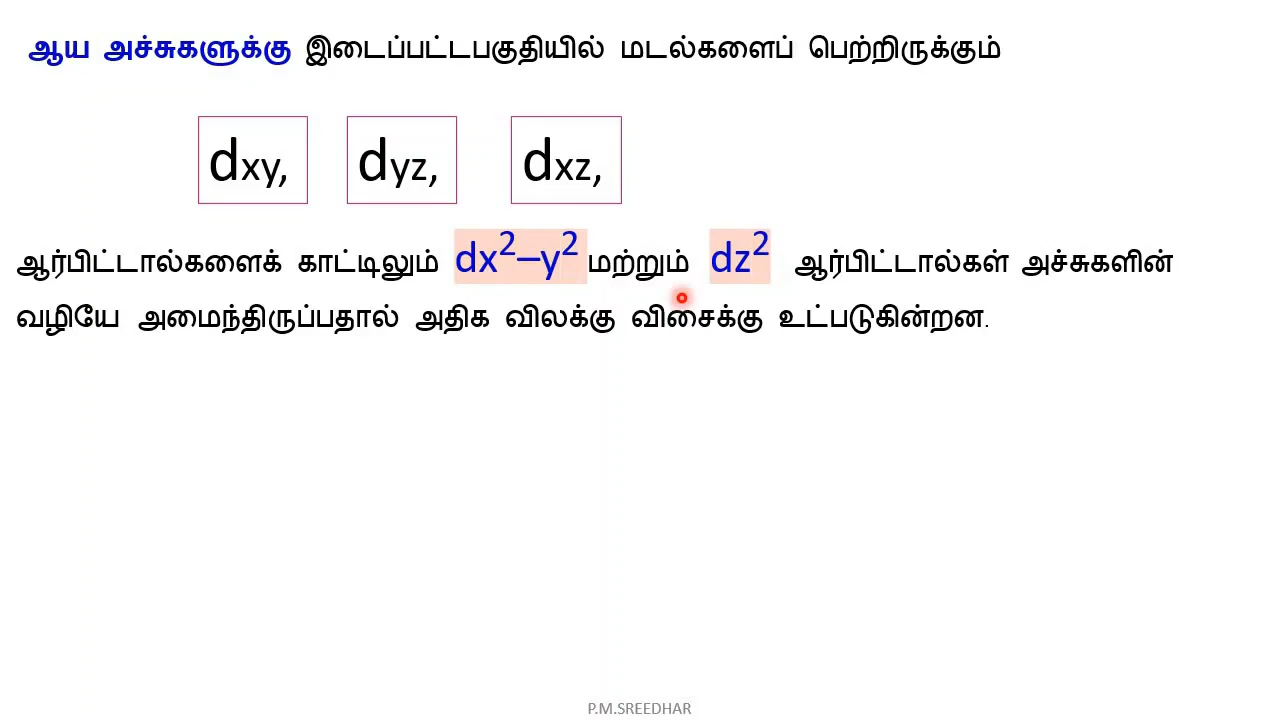 ஆய அச்சுகளுக்கு இடைப்பட்டபகுதியில் மடல்களைப் பெற்றிருக்கும்
dxy, dyz, dxz,
ஆர்பிட்டால்களைக் காட்டிலும் dx²–y² மற்றும் dz² ஆர்பிட்டால்கள் அச்சுகளின்
வழியே அமைந்திருப்பதால் அதிக விலக்கு விசைக்கு உட்படுகின்றன.
P.M.SREEDHAR